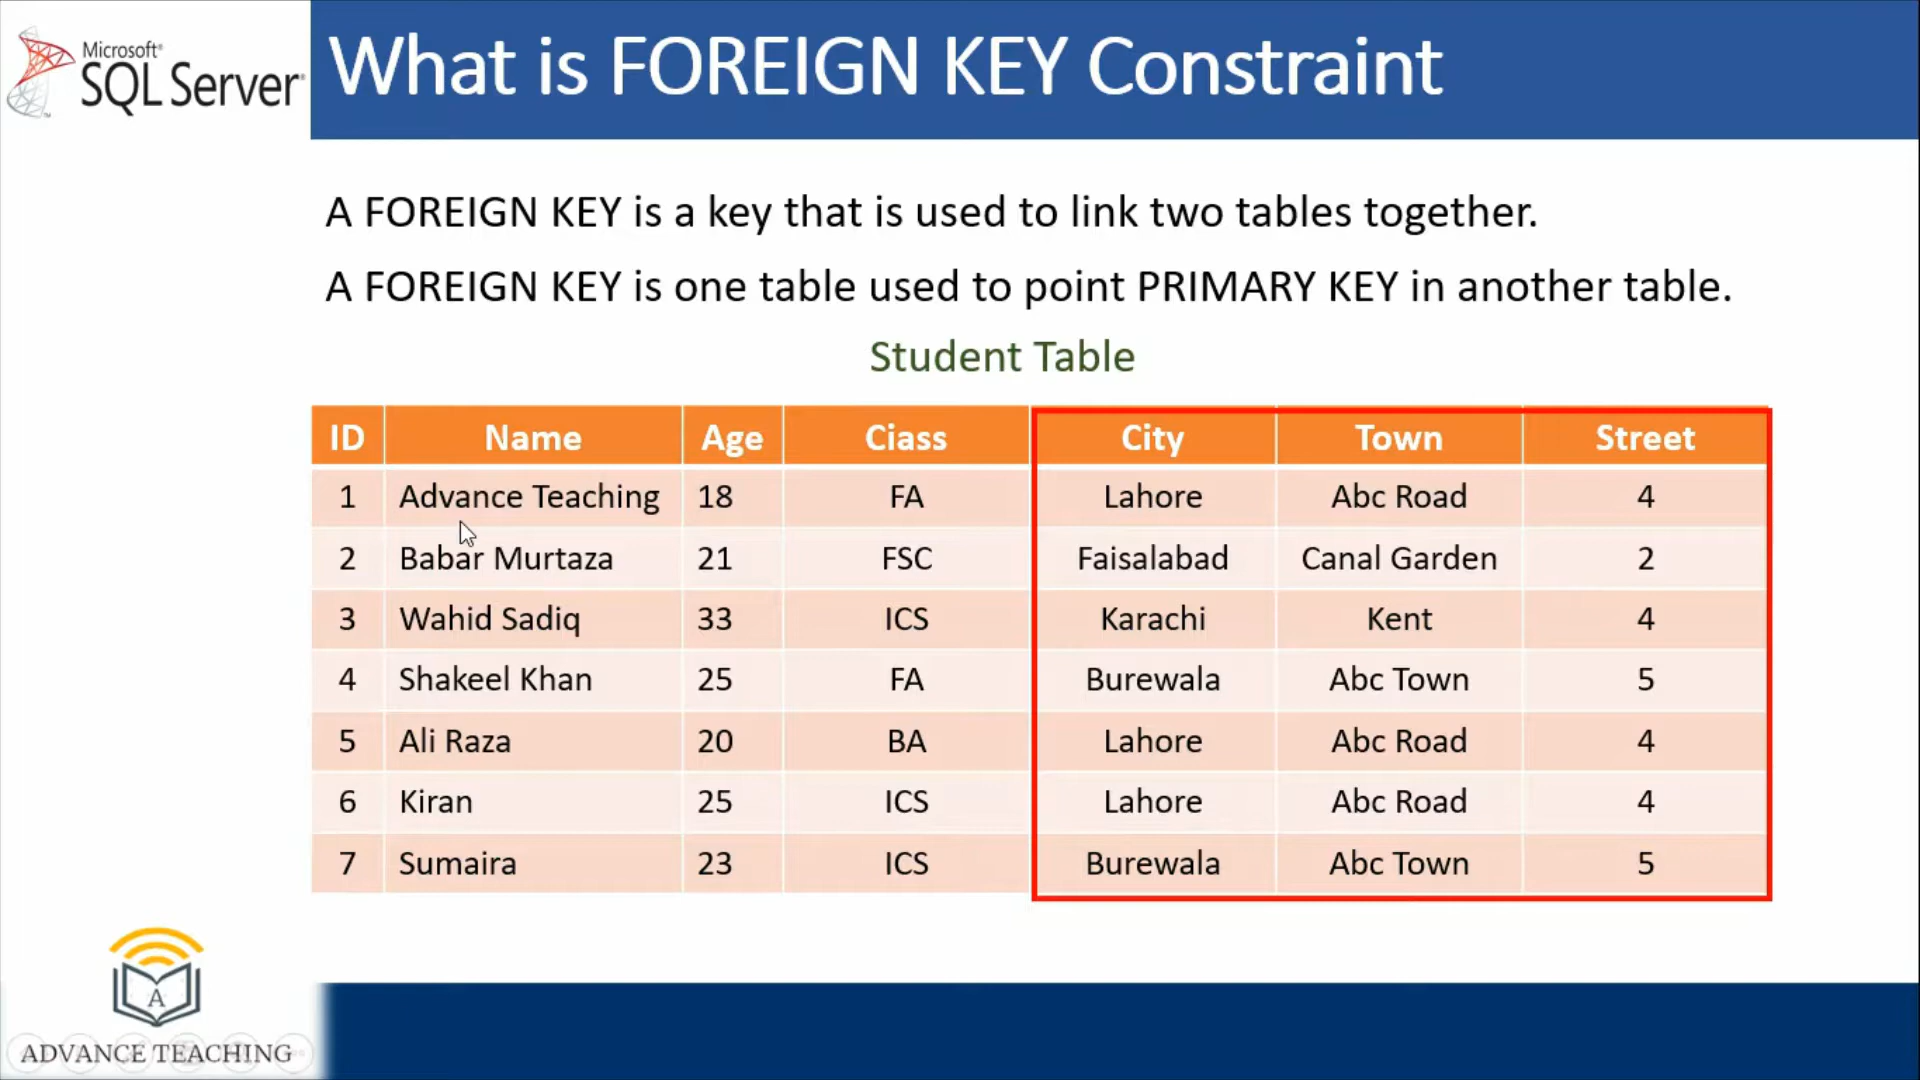 Microsoft®
SQL Server®
What is FOREIGN KEY Constraint
A FOREIGN KEY is a key that is used to link two tables together.
A FOREIGN KEY is one table used to point PRIMARY KEY in another table.
Student Table
ID Name Age Ciass City Town Street
1 Advance Teaching 18 FA Lahore Abc Road 4
2 Babar Murtaza 21 FSC Faisalabad Canal Garden 2
3 Wahid Sadiq 33 ICS Karachi Kent 4
4 Shakeel Khan 25 FA Burewala Abc Town 5
5 Ali Raza 20 BA Lahore Abc Road 4
6 Kiran 25 ICS Lahore Abc Road 4
7 Sumaira 23 ICS Burewala Abc Town 5
A
ADVANCE TEACHING